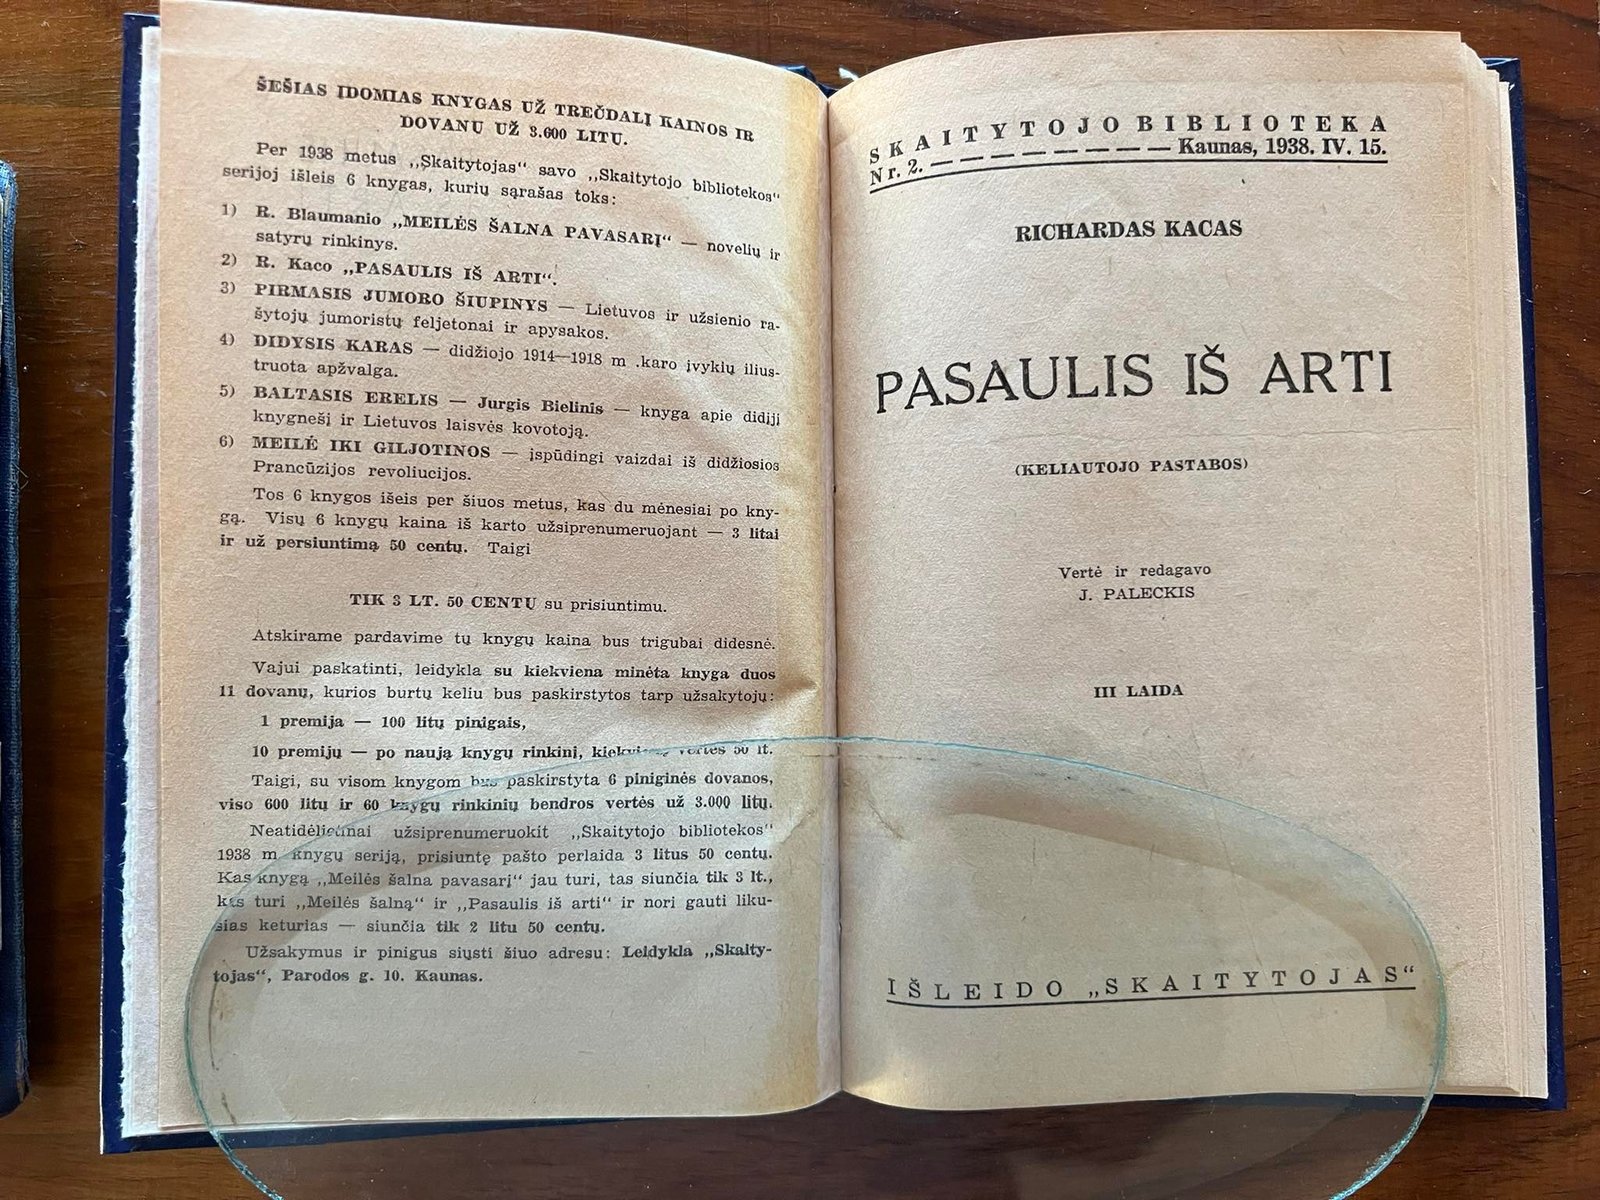 ŠEŠIAS ĮDOMIAS KNYGAS UŽ TREČDALĮ KAINOS IR
DOVANŲ UŽ 3.600 LITŲ.
Per 1938 metus „Skaitytojas“ savo „Skaitytojo bibliotekos“
serijoj išleis 6 knygas, kurių sąrašas toks:
1) R. Blaumanio „MEILĖS ŠALNA PAVASARĮ“ — novelių ir
satyrų rinkinys.
2) R. Kaco „PASAULIS IŠ ARTI“.
3) PIRMASIS JUMORO ŠIUPINYS — Lietuvos ir užsienio ra-
šytojų jumoristų feljetonai ir apysakos.
4) DIDYSIS KARAS — didžiojo 1914—1918 m .karo įvykių ilius-
truota apžvalga.
5) BALTASIS ERELIS — Jurgis Bielinis — knyga apie didįjį
knygnešį ir Lietuvos laisvės kovotoją.
6) MEILĖ IKI GILJOTINOS — įspūdingi vaizdai iš didžiosios
Prancūzijos revoliucijos.
Tos 6 knygos išeis per šiuos metus, kas du mėnesiai po kny-
gą. Visų 6 knygų kaina iš karto užsiprenumeruojant — 3 litai
ir už persiuntimą 50 centų. Taigi
TIK 3 LT. 50 CENTŲ su prisiuntimu.
Atskirame pardavime tų knygų kaina bus trigubai didesnė.
Vajui paskatinti, leidykla su kiekviena minėta knyga duos
11 dovanų, kurios burtų keliu bus paskirstytos tarp užsakytojų:
1 premija — 100 litų pinigais,
10 premijų — po naują knygų rinkinį, kiekvieną vertės 50 lt.
Taigi, su visom knygom bus paskirstyta 6 piniginės dovanos,
viso 600 litų ir 60 knygų rinkinių bendros vertės už 3.000 litų.
Neatidėliotinai užsiprenumeruokit „Skaitytojo bibliotekos“
1938 m knygų seriją, prisiuntę pašto perlaida 3 litus 50 centų.
Kas knygą „Meilės šalna pavasarį“ jau turi, tas siunčia tik 3 lt.,
kas turi „Meilės šalną“ ir „Pasaulis iš arti“ ir nori gauti liku-
sias keturias — siunčia tik 2 litu 50 centų.
Užsakymus ir pinigus siųsti šiuo adresu: Leidykla „Skaity-
tojas“, Parodos g. 10. Kaunas.
SKAITYTOJO BIBLIOTEKA
Nr. 2. — — — — — — — — — Kaunas, 1938. IV. 15.
RICHARDAS KACAS
PASAULIS IŠ ARTI
(KELIAUTOJO PASTABOS)
Vertė ir redagavo
J. PALECKIS
III LAIDA
IŠLEIDO „SKAITYTOJAS“